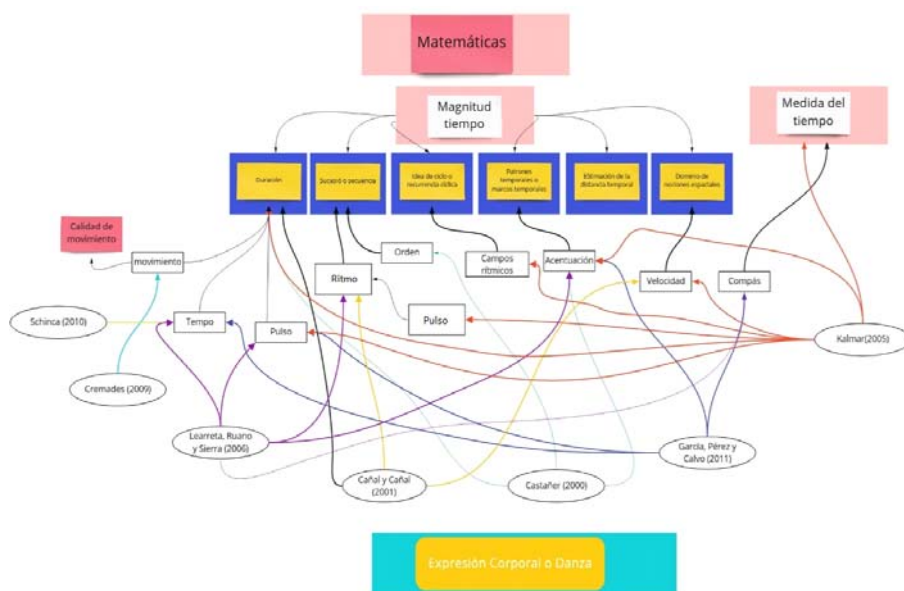 Matemáticas
Magnitud
tiempo
Medida del
tiempo
Duración
Sucesió o secuencia
Idea de ciclo o
recurrencia cíclica
Patrones
temporales o
marcos temporales
Estimación de la
distancia temporal
Dominio de
nociones espaciales
Calidad de
movimiento
movimiento
Orden
Campos
rítmicos
Acentuación
Ritmo
Velocidad
Compás
Schinca (2010)
Tempo
Pulso
Pulso
Kalmar(2005)
Cremades (2009)
Learreta, Ruano
y Sierra (2006)
García, Pérez y
Calvo (2011)
Cañal y Cañal
(2001)
Castañer (2000)
Expresión Corporal o Danza